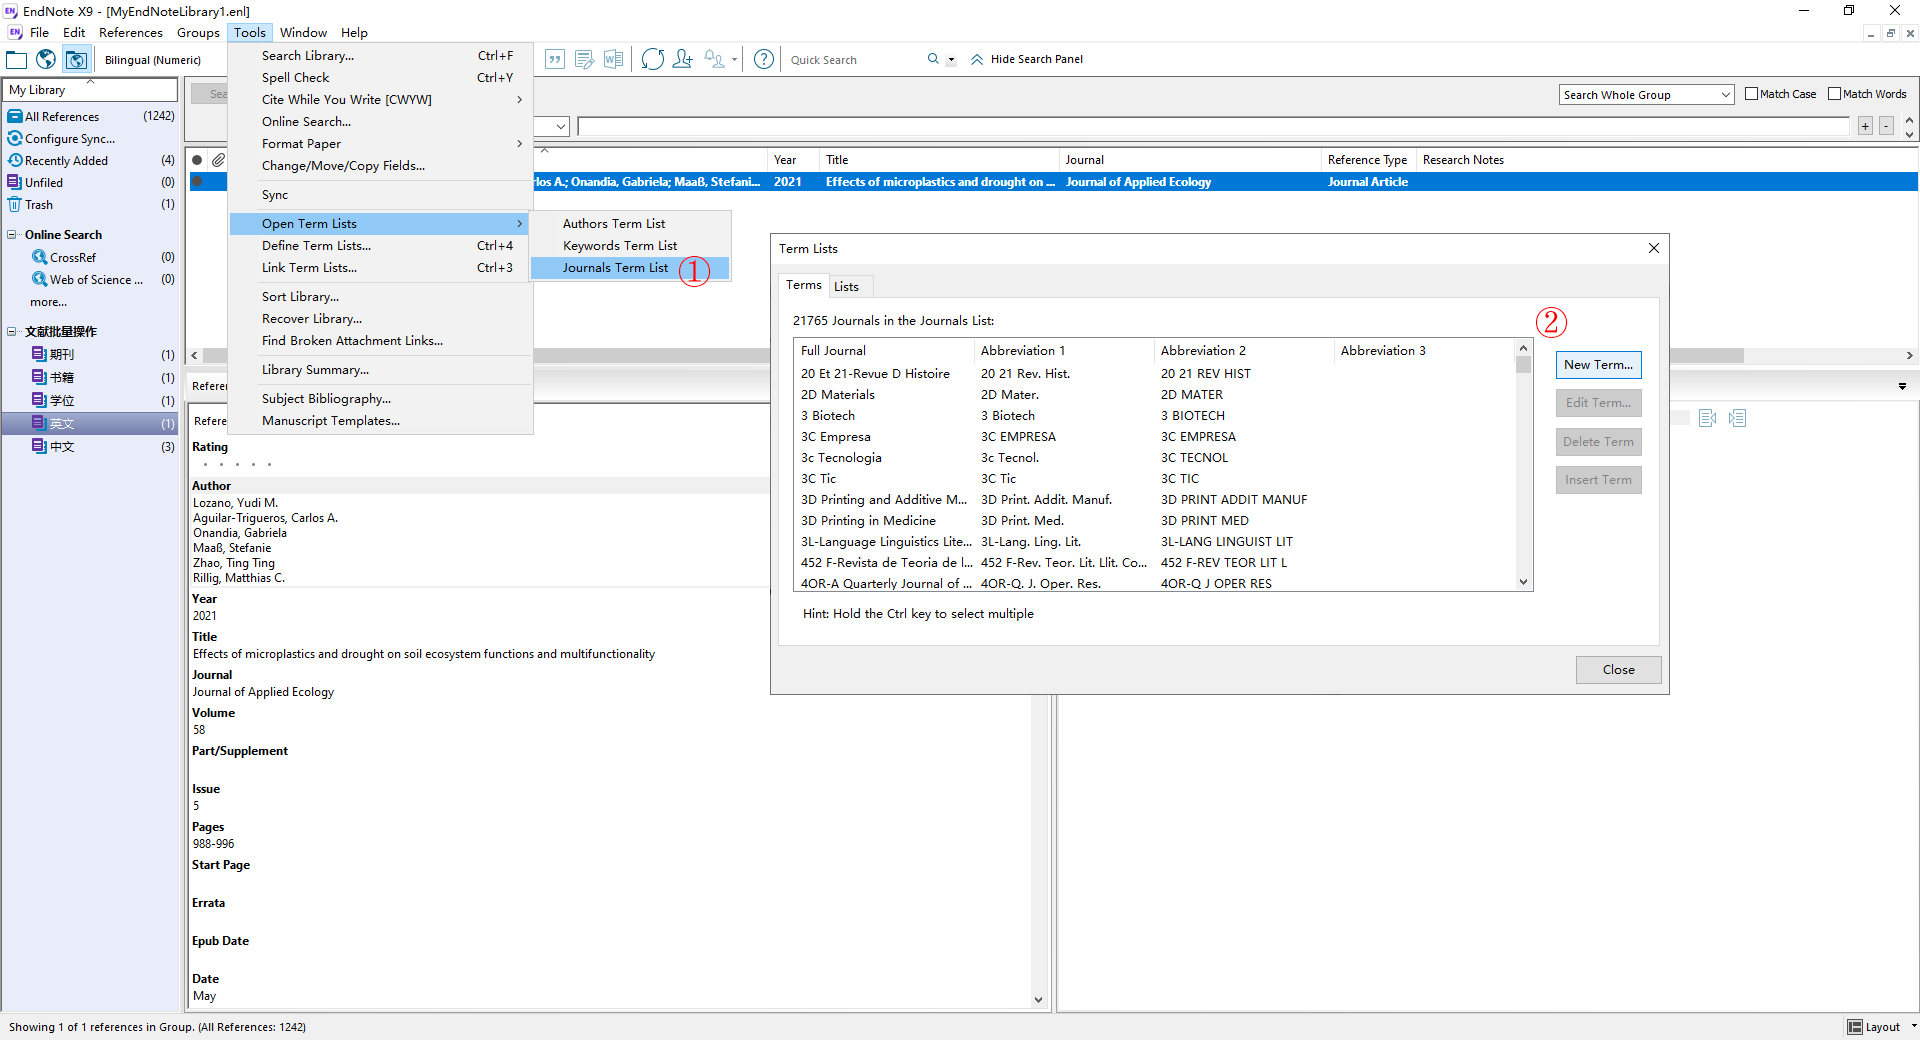 EndNote X9 - [MyEndNoteLibrary1.enl]
File Edit References Groups Tools Window Help
Bilingual (Numeric)
Quick Search
Hide Search Panel
My Library
All References (1242)
Configure Sync...
Recently Added (4)
Unfiled (0)
Trash (1)
Online Search
CrossRef (0)
Web of Science ... (0)
more...
文献批量操作
期刊 (1)
书籍 (1)
学位 (1)
英文 (1)
中文 (3)
Search Library... Ctrl+F
Spell Check Ctrl+Y
Cite While You Write [CWYW]
Online Search...
Format Paper
Change/Move/Copy Fields...
Sync
Open Term Lists
Define Term Lists... Ctrl+4
Link Term Lists... Ctrl+3
Sort Library...
Recover Library...
Find Broken Attachment Links...
Library Summary...
Subject Bibliography...
Manuscript Templates...
Authors Term List
Keywords Term List
Journals Term List ①
Sea
Search Whole Group
Match Case
Match Words
+ -
Year Title Journal Reference Type Research Notes
los A.; Onandia, Gabriela; Maaß, Stefani... 2021 Effects of microplastics and drought on ... Journal of Applied Ecology Journal Article
Term Lists
Terms Lists
21765 Journals in the Journals List:
②
Full Journal Abbreviation 1 Abbreviation 2 Abbreviation 3
20 Et 21-Revue D Histoire 20 21 Rev. Hist. 20 21 REV HIST
2D Materials 2D Mater. 2D MATER
3 Biotech 3 Biotech 3 BIOTECH
3C Empresa 3C EMPRESA 3C EMPRESA
3c Tecnologia 3c Tecnol. 3C TECNOL
3C Tic 3C Tic 3C TIC
3D Printing and Additive M... 3D Print. Addit. Manuf. 3D PRINT ADDIT MANUF
3D Printing in Medicine 3D Print. Med. 3D PRINT MED
3L-Language Linguistics Lite... 3L-Lang. Ling. Lit. 3L-LANG LINGUIST LIT
452 F-Revista de Teoria de l... 452 F-Rev. Teor. Lit. Llit. Co... 452 F-REV TEOR LIT L
4OR-A Quarterly Journal of ... 4OR-Q. J. Oper. Res. 4OR-Q J OPER RES
Hint: Hold the Ctrl key to select multiple
New Term...
Edit Term...
Delete Term
Insert Term
Close
Refere
Refere
Rating
Author
Lozano, Yudi M.
Aguilar-Trigueros, Carlos A.
Onandia, Gabriela
Maaß, Stefanie
Zhao, Ting Ting
Rillig, Matthias C.
Year
2021
Title
Effects of microplastics and drought on soil ecosystem functions and multifunctionality
Journal
Journal of Applied Ecology
Volume
58
Part/Supplement
Issue
5
Pages
988-996
Start Page
Errata
Epub Date
Date
May
Showing 1 of 1 references in Group. (All References: 1242)
Layout